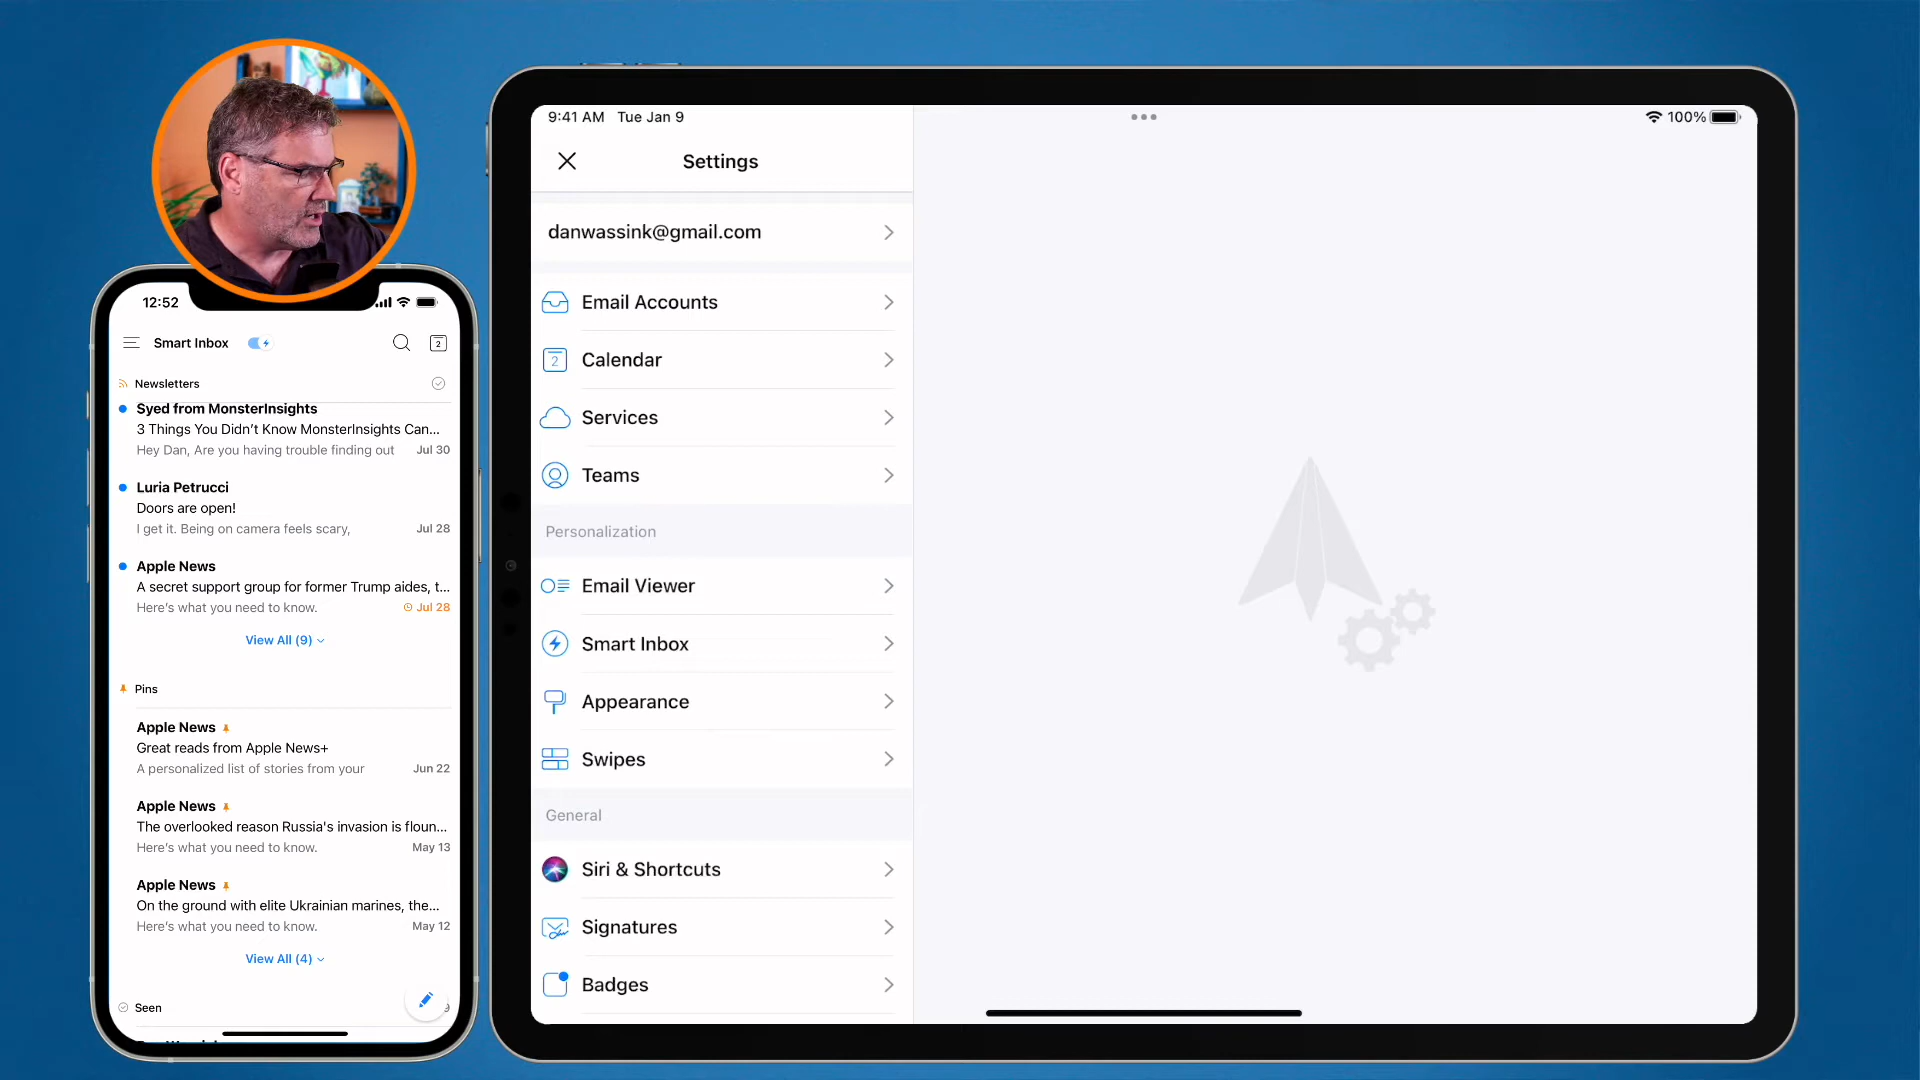 12:52
Smart Inbox
2
Newsletters
Syed from MonsterInsights
3 Things You Didn't Know MonsterInsights Can...
Hey Dan, Are you having trouble finding out Jul 30
Luria Petrucci
Doors are open!
I get it. Being on camera feels scary, Jul 28
Apple News
A secret support group for former Trump aides, t...
Here's what you need to know. Jul 28
View All (9)
Pins
Apple News
Great reads from Apple News+
A personalized list of stories from your Jun 22
Apple News
The overlooked reason Russia's invasion is floun...
Here's what you need to know. May 13
Apple News
On the ground with elite Ukrainian marines, the...
Here's what you need to know. May 12
View All (4)
Seen
9:41 AM Tue Jan 9
100%
Settings
danwassink@gmail.com
Email Accounts
2 Calendar
Services
Teams
Personalization
Email Viewer
Smart Inbox
Appearance
Swipes
General
Siri & Shortcuts
Signatures
Badges